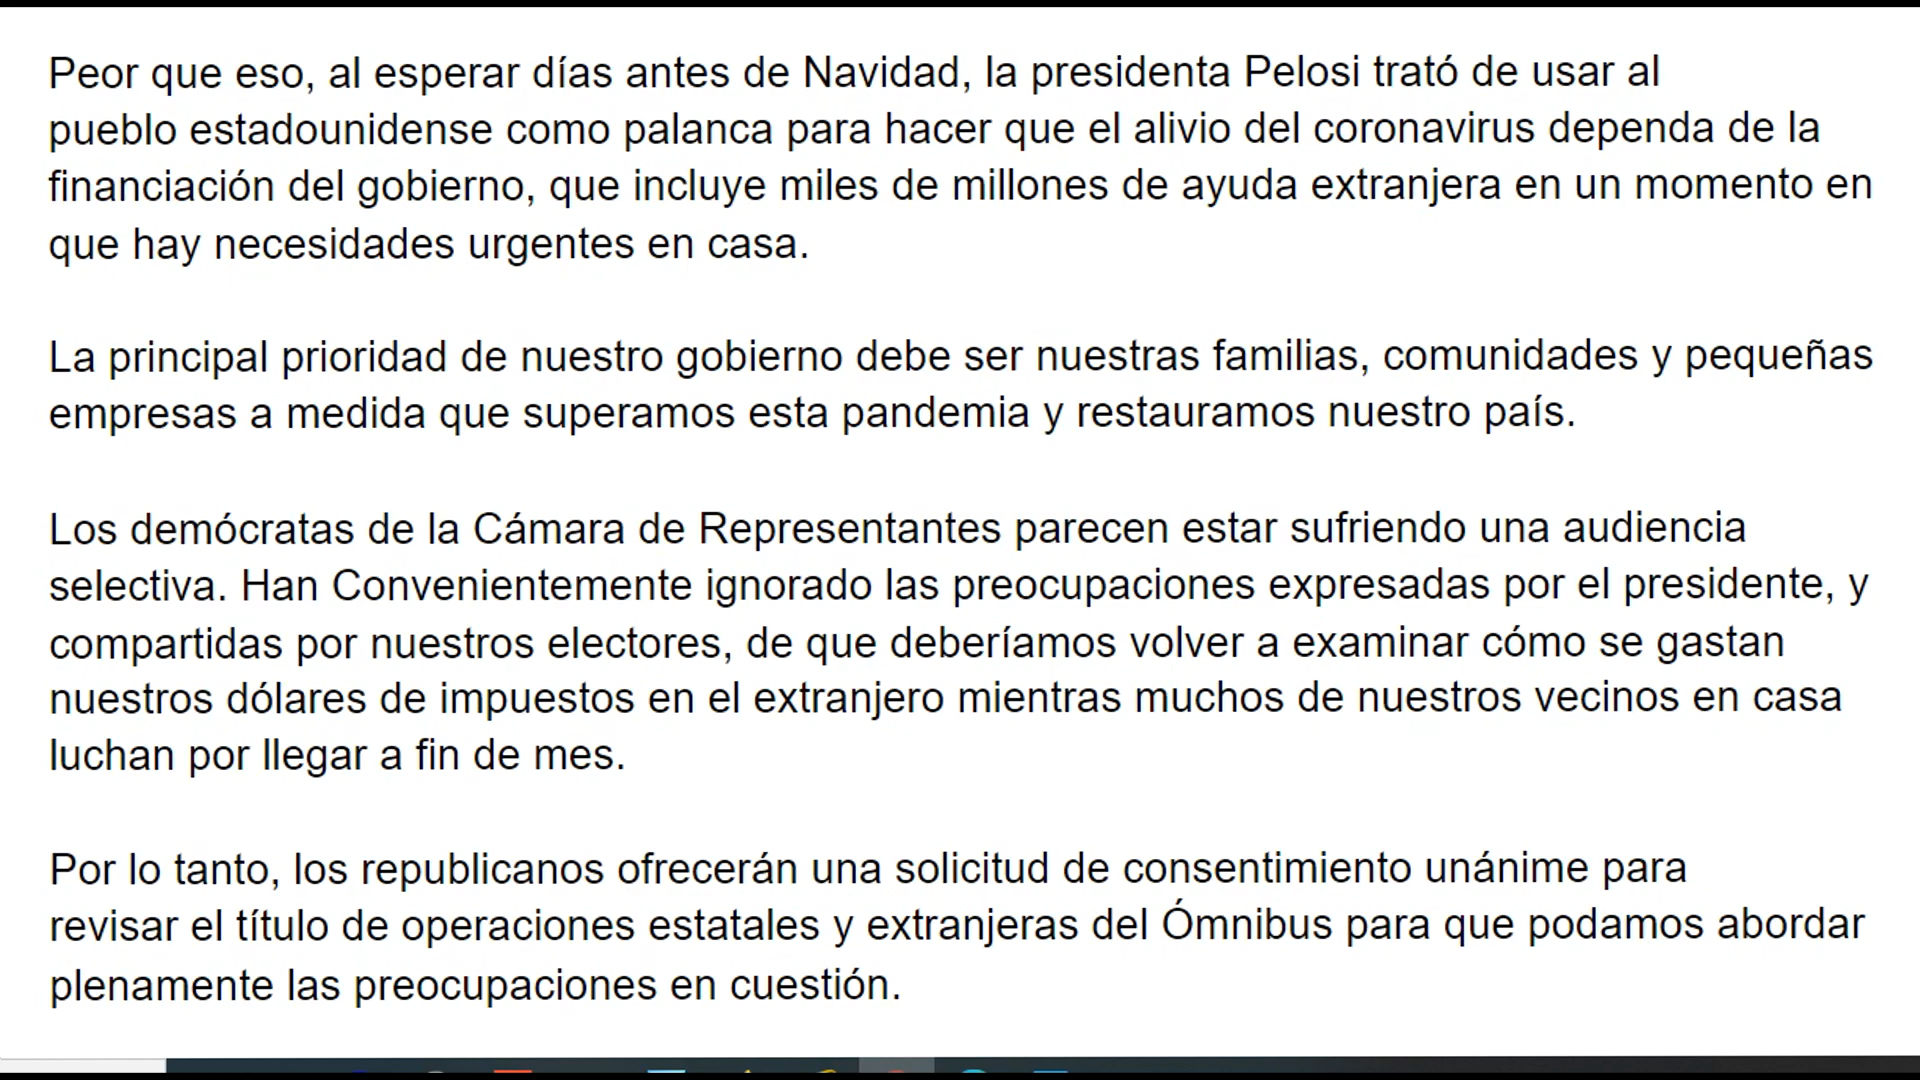 Peor que eso, al esperar días antes de Navidad, la presidenta Pelosi trató de usar al
pueblo estadounidense como palanca para hacer que el alivio del coronavirus dependa de la
financiación del gobierno, que incluye miles de millones de ayuda extranjera en un momento en
que hay necesidades urgentes en casa.
La principal prioridad de nuestro gobierno debe ser nuestras familias, comunidades y pequeñas
empresas a medida que superamos esta pandemia y restauramos nuestro país.
Los demócratas de la Cámara de Representantes parecen estar sufriendo una audiencia
selectiva. Han Convenientemente ignorado las preocupaciones expresadas por el presidente, y
compartidas por nuestros electores, de que deberíamos volver a examinar cómo se gastan
nuestros dólares de impuestos en el extranjero mientras muchos de nuestros vecinos en casa
luchan por llegar a fin de mes.
Por lo tanto, los republicanos ofrecerán una solicitud de consentimiento unánime para
revisar el título de operaciones estatales y extranjeras del Ómnibus para que podamos abordar
plenamente las preocupaciones en cuestión.